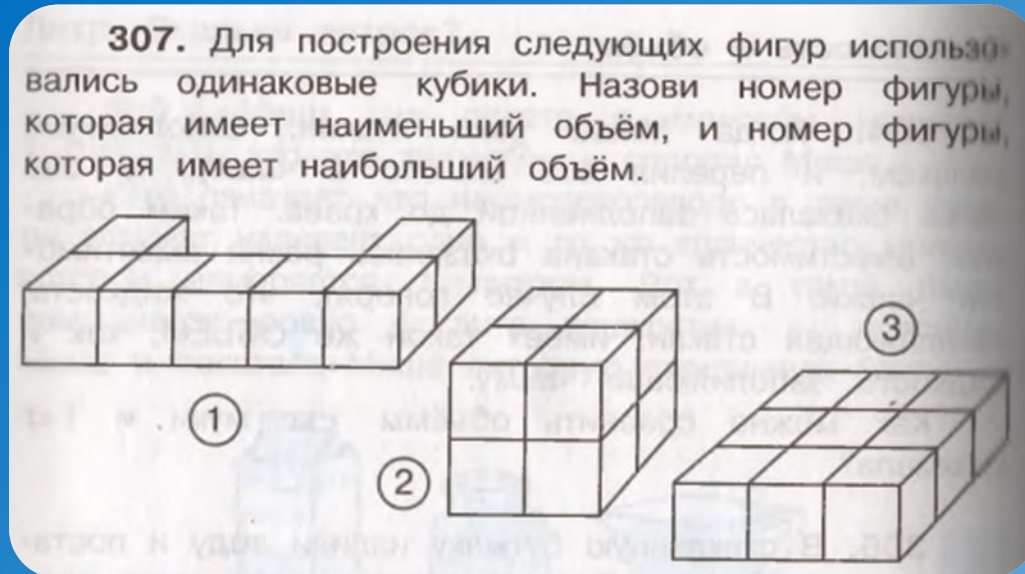 307. Для построения следующих фигур использо-
вались одинаковые кубики. Назови номер фигуры,
которая имеет наименьший объём, и номер фигуры,
которая имеет наибольший объём.
3
1
2